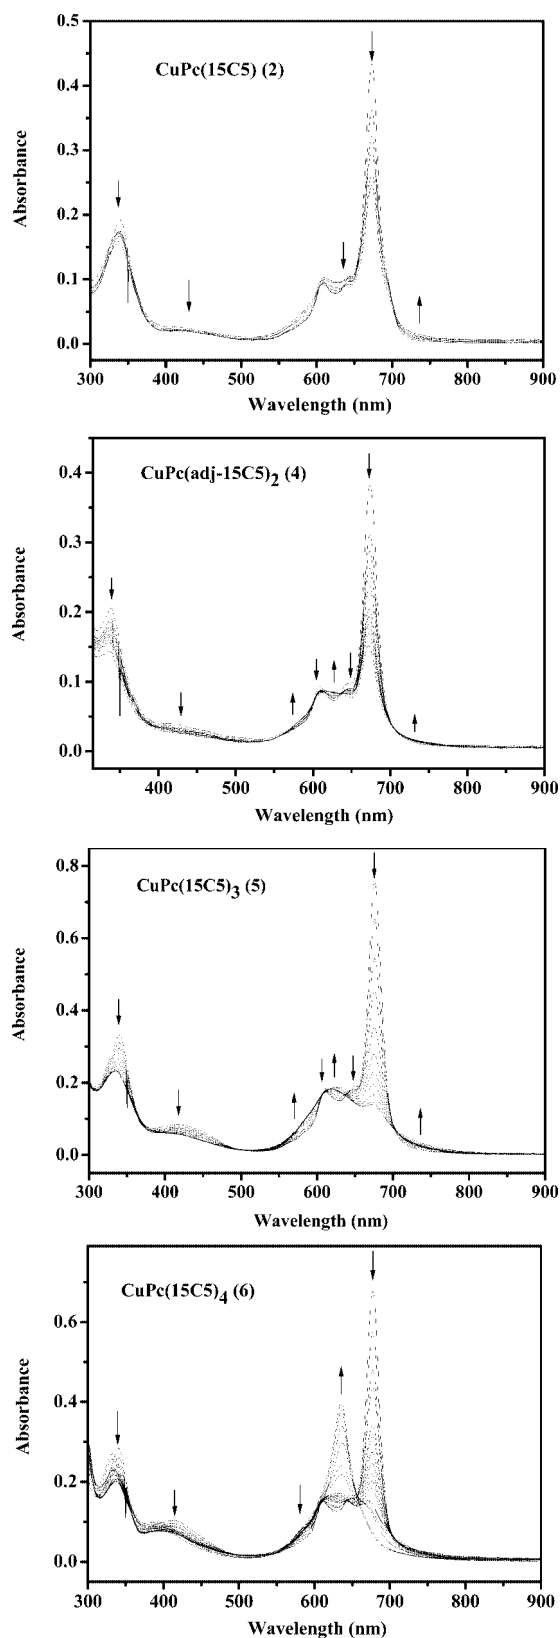 0.5
CuPc(15C5) (2)
0.4
0.3
0.2
0.1
0.0
Absorbance
300 400 500 600 700 800 900
Wavelength (nm)
CuPc(adj-15C5)2 (4)
0.4
0.3
0.2
0.1
0.0
Absorbance
400 500 600 700 800 900
Wavelength (nm)
0.8
CuPc(15C5)3 (5)
0.6
0.4
0.2
0.0
Absorbance
300 400 500 600 700 800 900
Wavelength (nm)
CuPc(15C5)4 (6)
0.6
0.4
0.2
0.0
Absorbance
300 400 500 600 700 800 900
Wavelength (nm)